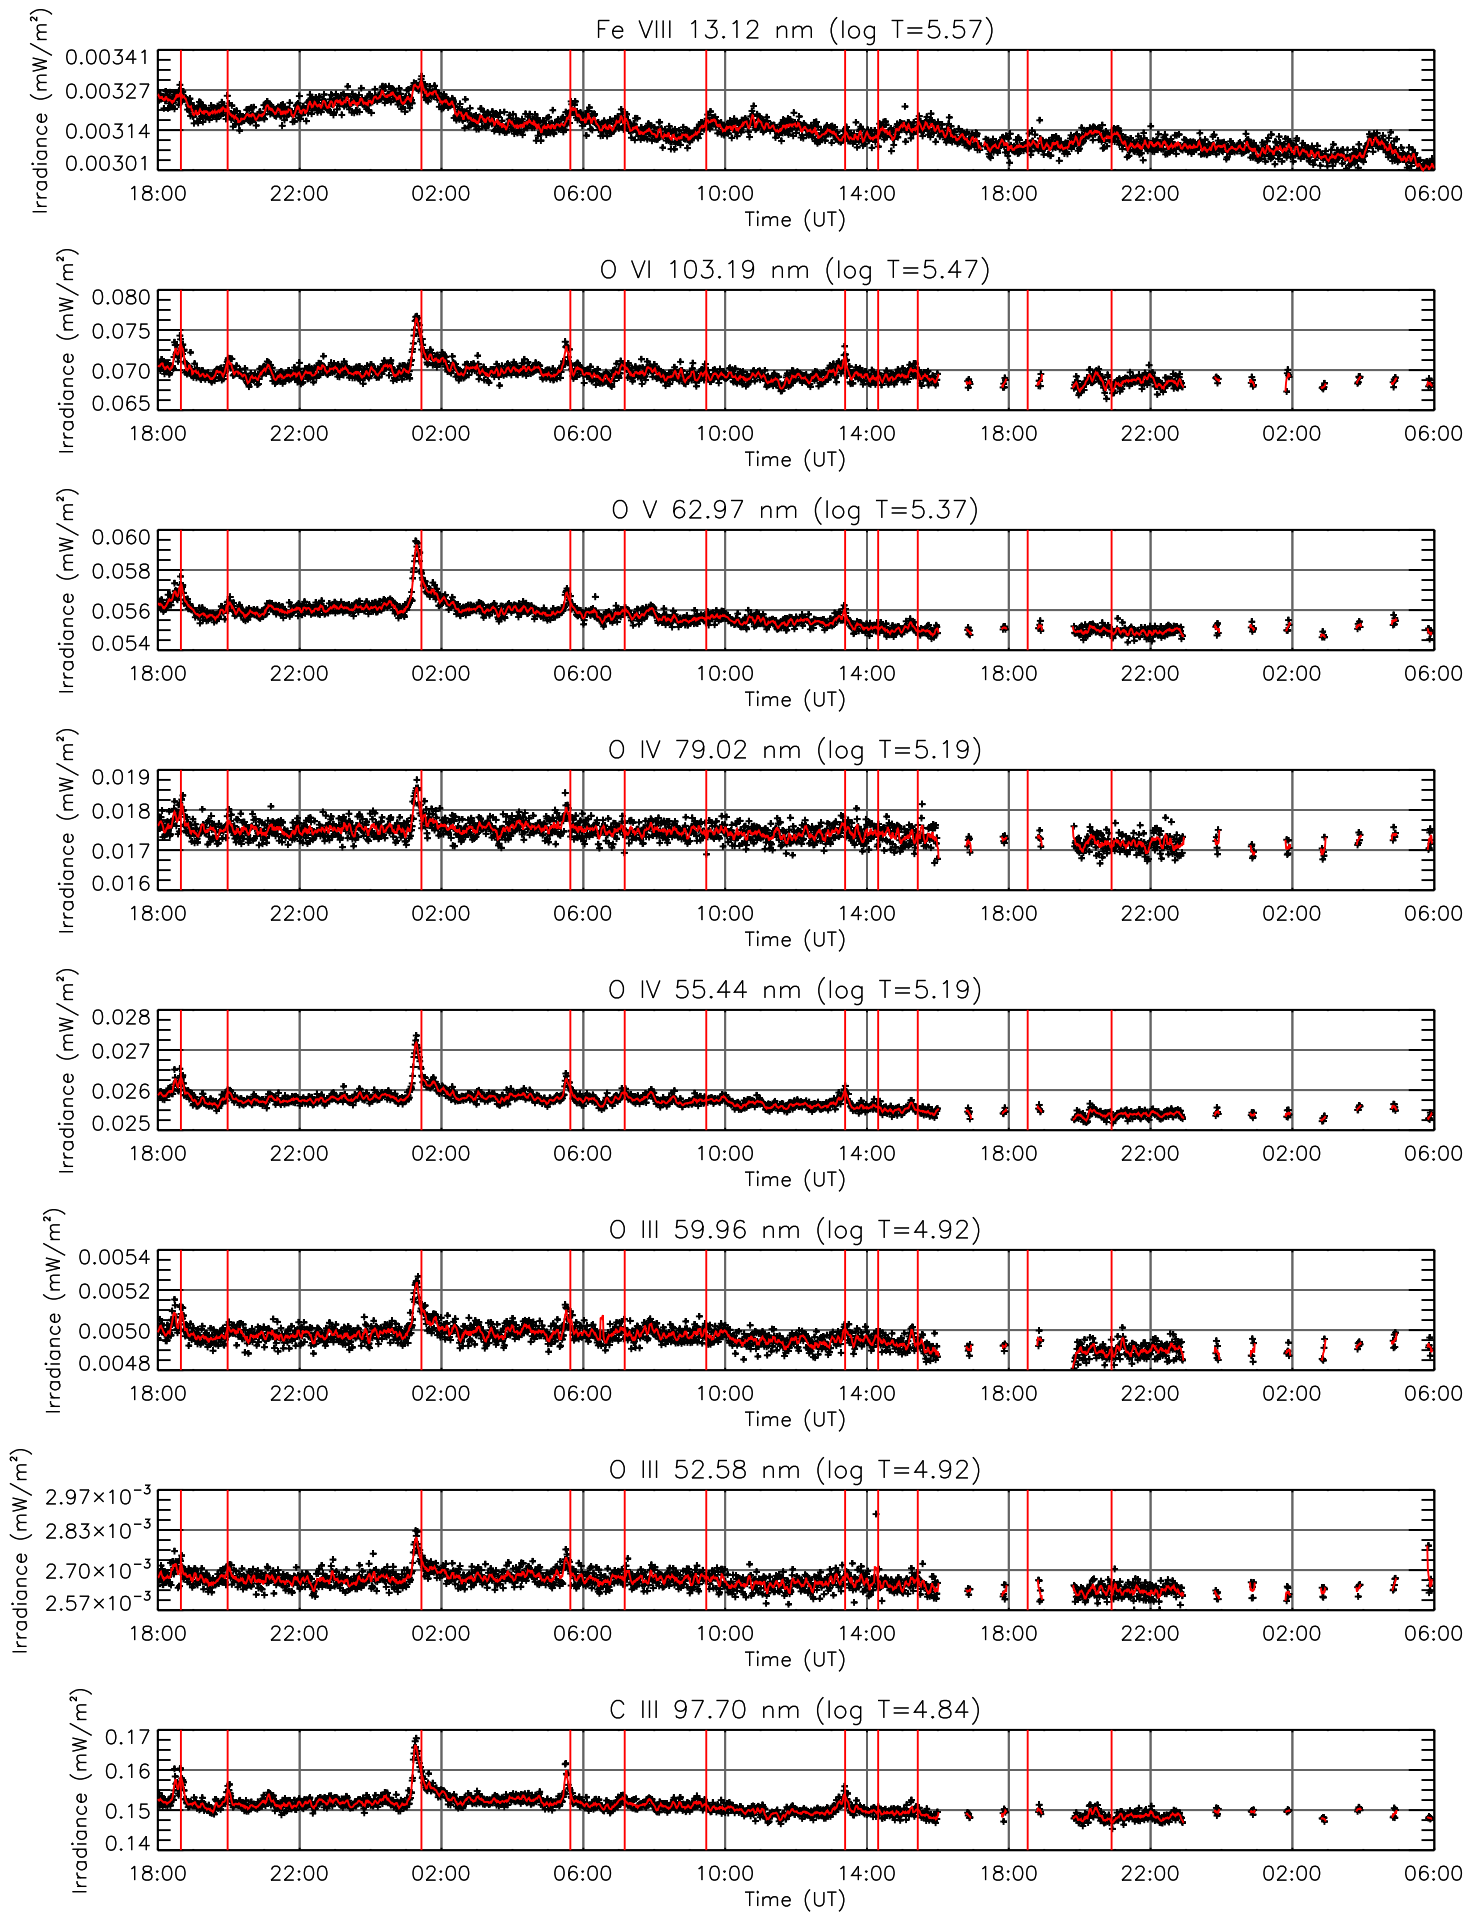 Fe VIII 13.12 nm (log T=5.57)
Irradiance (mW/m²)
0.00341
0.00327
0.00314
0.00301
18:00 22:00 02:00 06:00 10:00 14:00 18:00 22:00 02:00 06:00
Time (UT)
O VI 103.19 nm (log T=5.47)
Irradiance (mW/m²)
0.080
0.075
0.070
0.065
18:00 22:00 02:00 06:00 10:00 14:00 18:00 22:00 02:00 06:00
Time (UT)
O V 62.97 nm (log T=5.37)
Irradiance (mW/m²)
0.060
0.058
0.056
0.054
18:00 22:00 02:00 06:00 10:00 14:00 18:00 22:00 02:00 06:00
Time (UT)
O IV 79.02 nm (log T=5.19)
Irradiance (mW/m²)
0.019
0.018
0.017
0.016
18:00 22:00 02:00 06:00 10:00 14:00 18:00 22:00 02:00 06:00
Time (UT)
O IV 55.44 nm (log T=5.19)
Irradiance (mW/m²)
0.028
0.027
0.026
0.025
18:00 22:00 02:00 06:00 10:00 14:00 18:00 22:00 02:00 06:00
Time (UT)
O III 59.96 nm (log T=4.92)
Irradiance (mW/m²)
0.0054
0.0052
0.0050
0.0048
18:00 22:00 02:00 06:00 10:00 14:00 18:00 22:00 02:00 06:00
Time (UT)
O III 52.58 nm (log T=4.92)
Irradiance (mW/m²)
2.97×10⁻³
2.83×10⁻³
2.70×10⁻³
2.57×10⁻³
18:00 22:00 02:00 06:00 10:00 14:00 18:00 22:00 02:00 06:00
Time (UT)
C III 97.70 nm (log T=4.84)
Irradiance (mW/m²)
0.17
0.16
0.15
0.14
18:00 22:00 02:00 06:00 10:00 14:00 18:00 22:00 02:00 06:00
Time (UT)